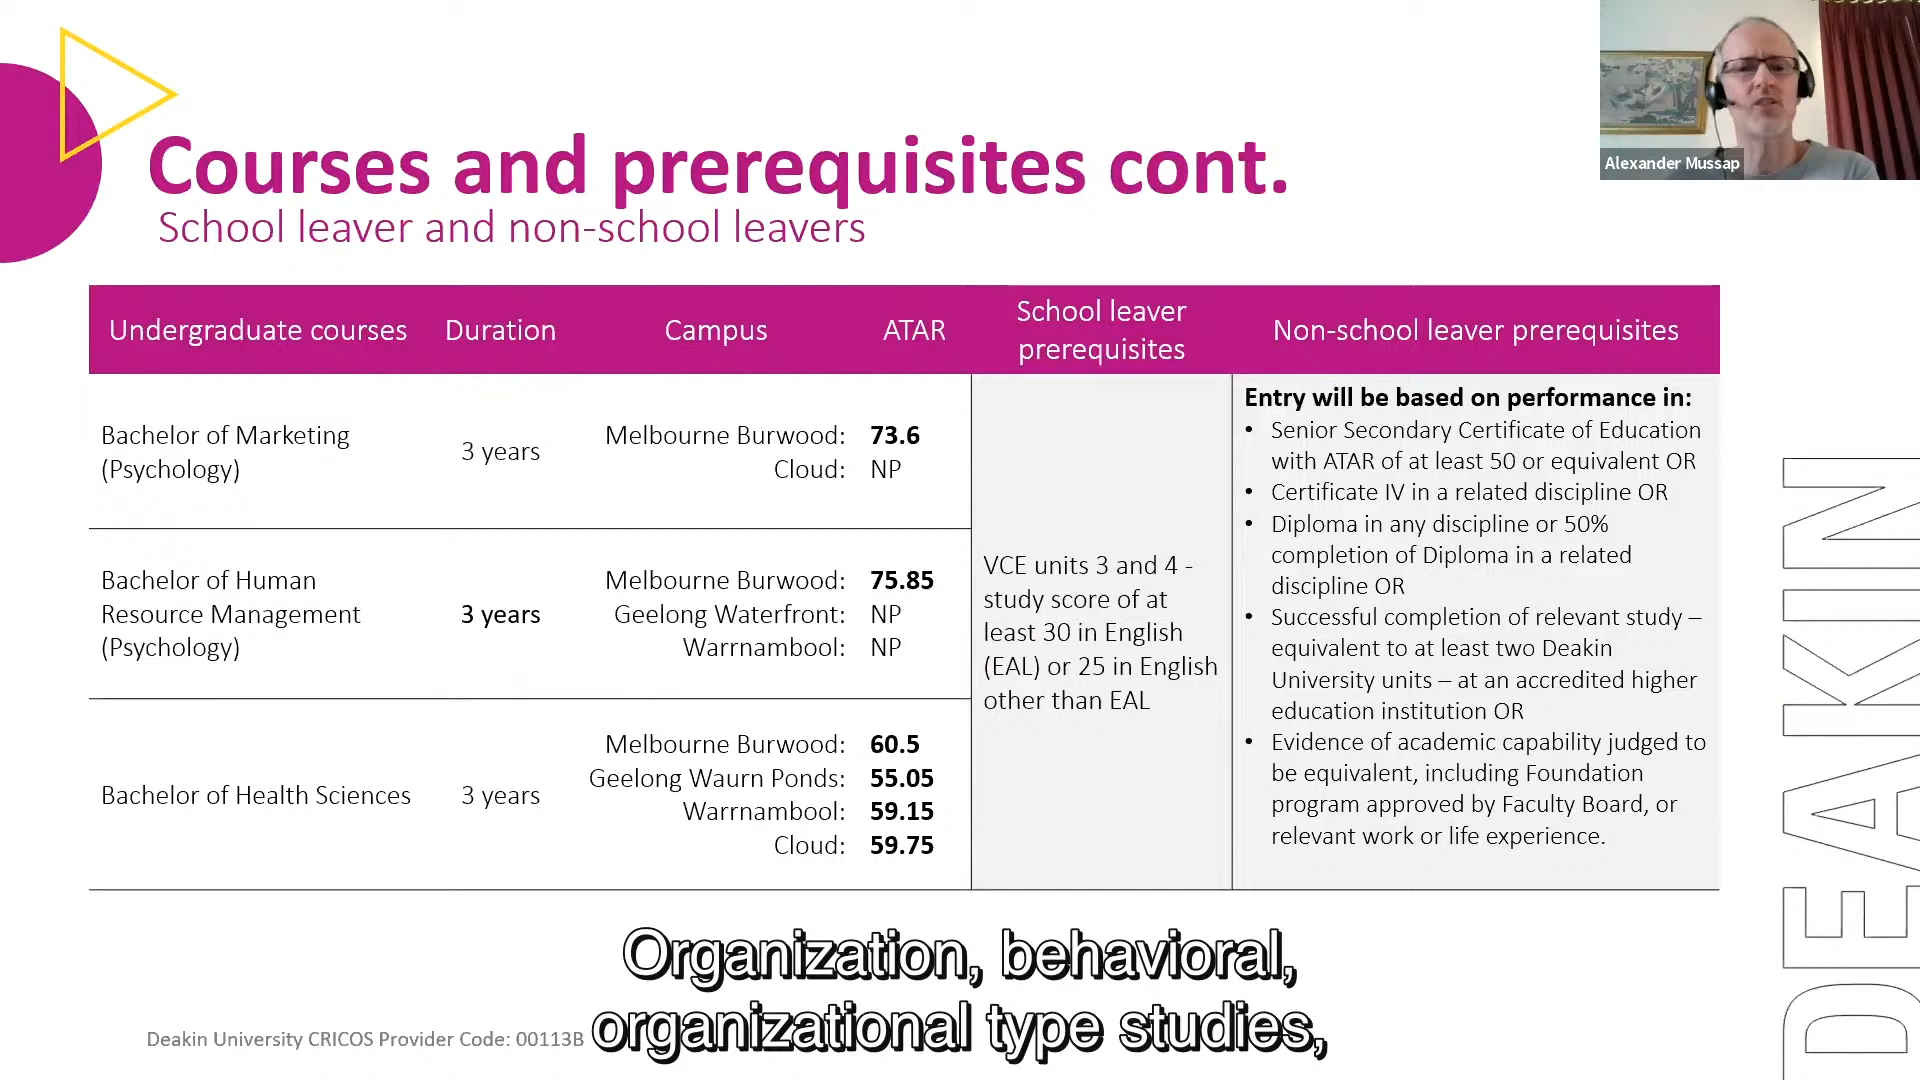 Alexander Mussap
Courses and prerequisites cont.
School leaver and non-school leavers
Undergraduate courses
Duration
Campus
ATAR
School leaver
prerequisites
Non-school leaver prerequisites
Bachelor of Marketing
(Psychology)
3 years
Melbourne Burwood: 73.6
Cloud: NP
Bachelor of Human
Resource Management
(Psychology)
3 years
Melbourne Burwood: 75.85
Geelong Waterfront: NP
Warrnambool: NP
Bachelor of Health Sciences
3 years
Melbourne Burwood: 60.5
Geelong Waurn Ponds: 55.05
Warrnambool: 59.15
Cloud: 59.75
VCE units 3 and 4 -
study score of at
least 30 in English
(EAL) or 25 in English
other than EAL
Entry will be based on performance in:
• Senior Secondary Certificate of Education
with ATAR of at least 50 or equivalent OR
• Certificate IV in a related discipline OR
• Diploma in any discipline or 50%
completion of Diploma in a related
discipline OR
• Successful completion of relevant study –
equivalent to at least two Deakin
University units – at an accredited higher
education institution OR
• Evidence of academic capability judged to
be equivalent, including Foundation
program approved by Faculty Board, or
relevant work or life experience.
DEAKIN
Organization, behavioral,
organizational type studies,
Deakin University CRICOS Provider Code: 00113B